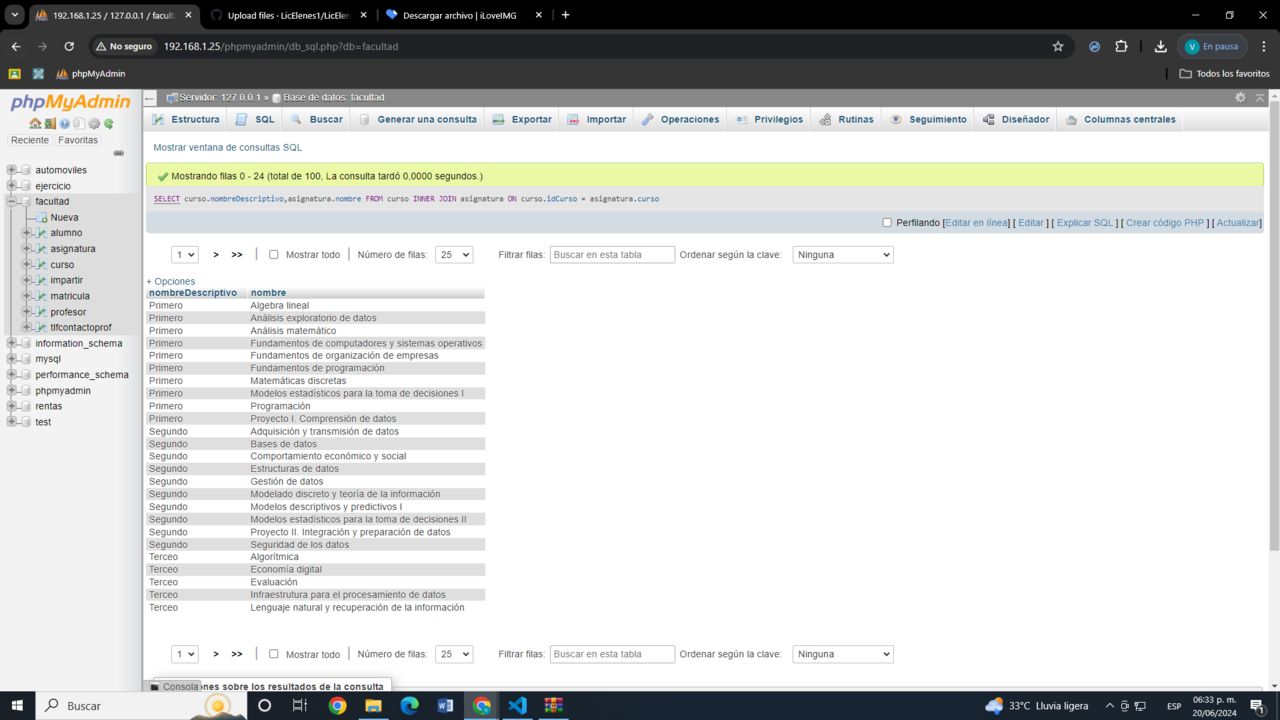 192.168.1.25 / 127.0.0.1 / faculta
Upload files · LicElenes1/LicElen
Descargar archivo | iLoveIMG
No seguro
192.168.1.25/phpmyadmin/db_sql.php?db=facultad
V
En pausa
phpMyAdmin
Todos los favoritos
phpMyAdmin
Reciente
Favoritas
automoviles
ejercicio
facultad
Nueva
alumno
asignatura
curso
impartir
matricula
profesor
tlfcontactoprof
information_schema
mysql
performance_schema
phpmyadmin
rentas
test
Servidor: 127.0.0.1 » Base de datos: facultad
Estructura
SQL
Buscar
Generar una consulta
Exportar
Importar
Operaciones
Privilegios
Rutinas
Seguimiento
Diseñador
Columnas centrales
Mostrar ventana de consultas SQL
Mostrando filas 0 - 24 (total de 100, La consulta tardó 0,0000 segundos.)
SELECT curso.nombreDescriptivo,asignatura.nombre FROM curso INNER JOIN asignatura ON curso.idCurso = asignatura.curso
Perfilando [Editar en línea] [ Editar ] [ Explicar SQL ] [ Crear código PHP ] [ Actualizar]
1 > >> | Mostrar todo | Número de filas: 25 Filtrar filas: Buscar en esta tabla Ordenar según la clave: Ninguna
+ Opciones
nombreDescriptivo nombre
Primero Algebra lineal
Primero Análisis exploratorio de datos
Primero Análisis matemático
Primero Fundamentos de computadores y sistemas operativos
Primero Fundamentos de organización de empresas
Primero Fundamentos de programación
Primero Matemáticas discretas
Primero Modelos estadísticos para la toma de decisiones I
Primero Programación
Primero Proyecto I. Comprensión de datos
Segundo Adquisición y transmisión de datos
Segundo Bases de datos
Segundo Comportamiento económico y social
Segundo Estructuras de datos
Segundo Gestión de datos
Segundo Modelado discreto y teoría de la información
Segundo Modelos descriptivos y predictivos I
Segundo Modelos estadísticos para la toma de decisiones II
Segundo Proyecto II. Integración y preparación de datos
Segundo Seguridad de los datos
Terceo Algorítmica
Terceo Economía digital
Terceo Evaluación
Terceo Infraestrutura para el procesamiento de datos
Terceo Lenguaje natural y recuperación de la información
1 > >> | Mostrar todo | Número de filas: 25 Filtrar filas: Buscar en esta tabla Ordenar según la clave: Ninguna
Consola
nes sobre los resultados de la consulta
Buscar
33°C Lluvia ligera
ESP
06:33 p. m.
20/06/2024
1